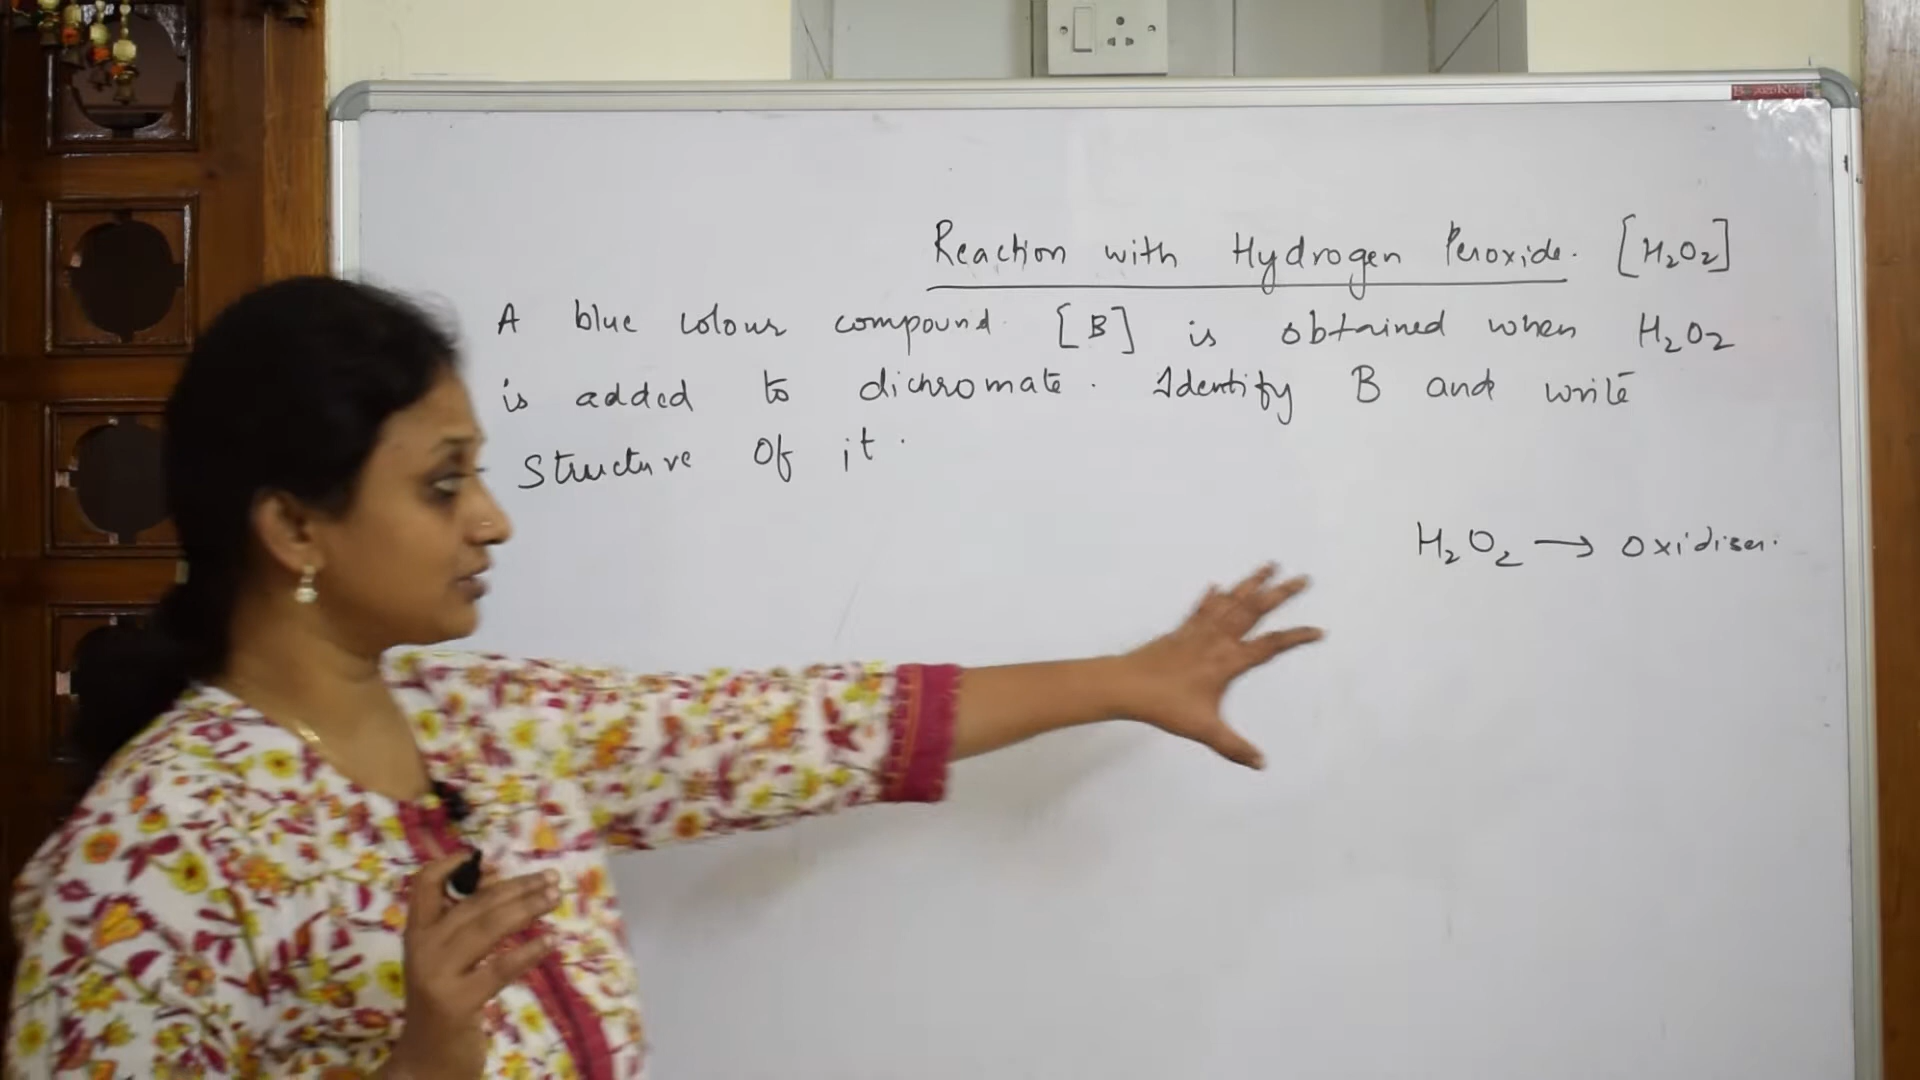 Reaction with Hydrogen Peroxide. [H₂O₂]
A blue colour compound [B] is obtained when H₂O₂
is added to dichromate. Identify B and write
Structure of it.
H₂O₂ → Oxidiser.